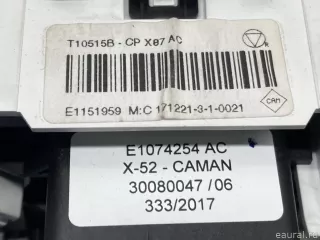 T10515B - CP X87 AC
R
E1151959 M:C 171221-3-1-0021
CAM
E1074254 AC
X-52 - CAMAN
30080047 /06
333/2017
eaural.ru